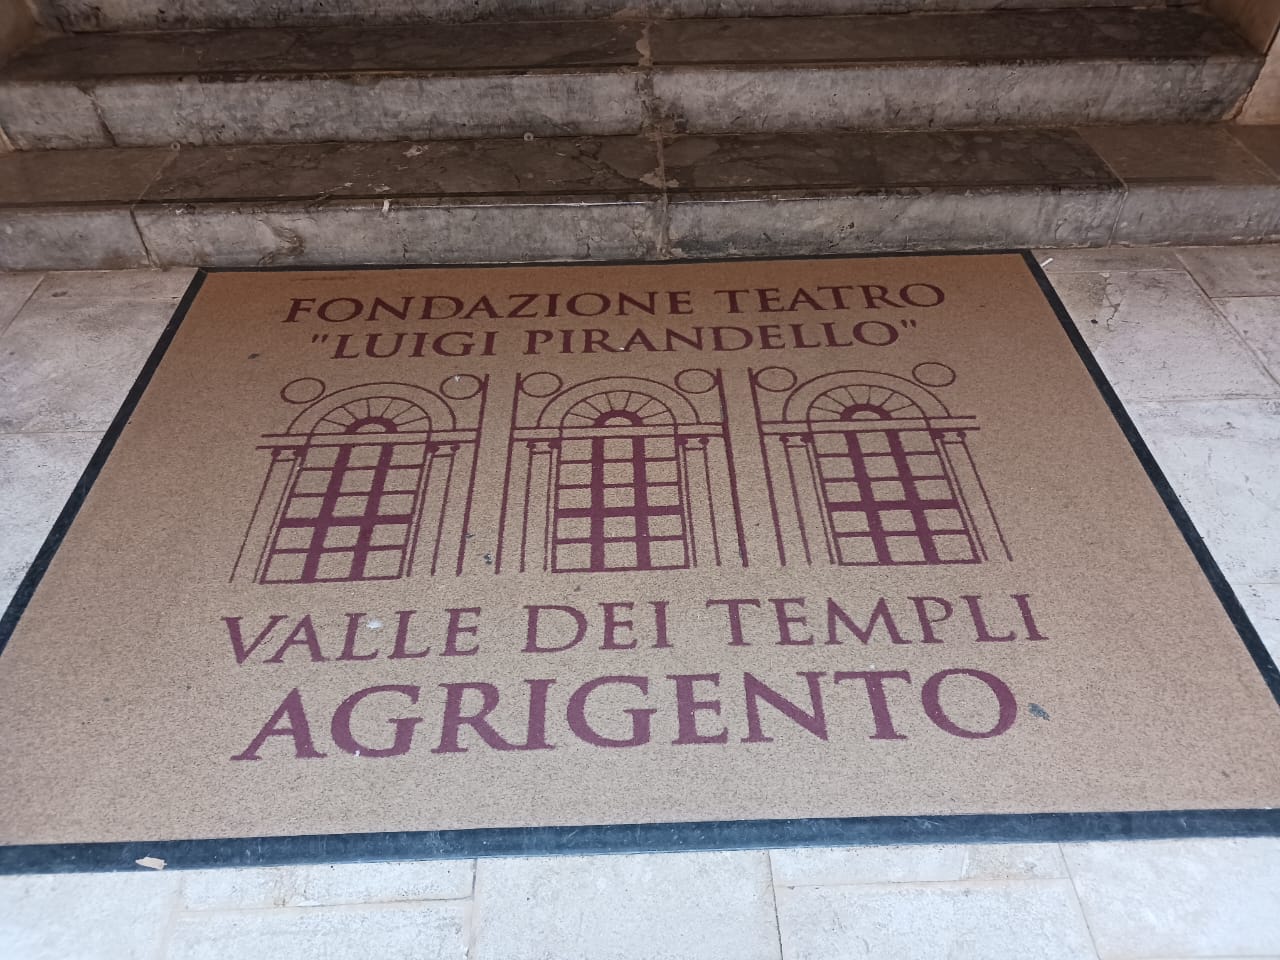 FONDAZIONE TEATRO
"LUIGI PIRANDELLO"
VALLE DEI TEMPLI
AGRIGENTO